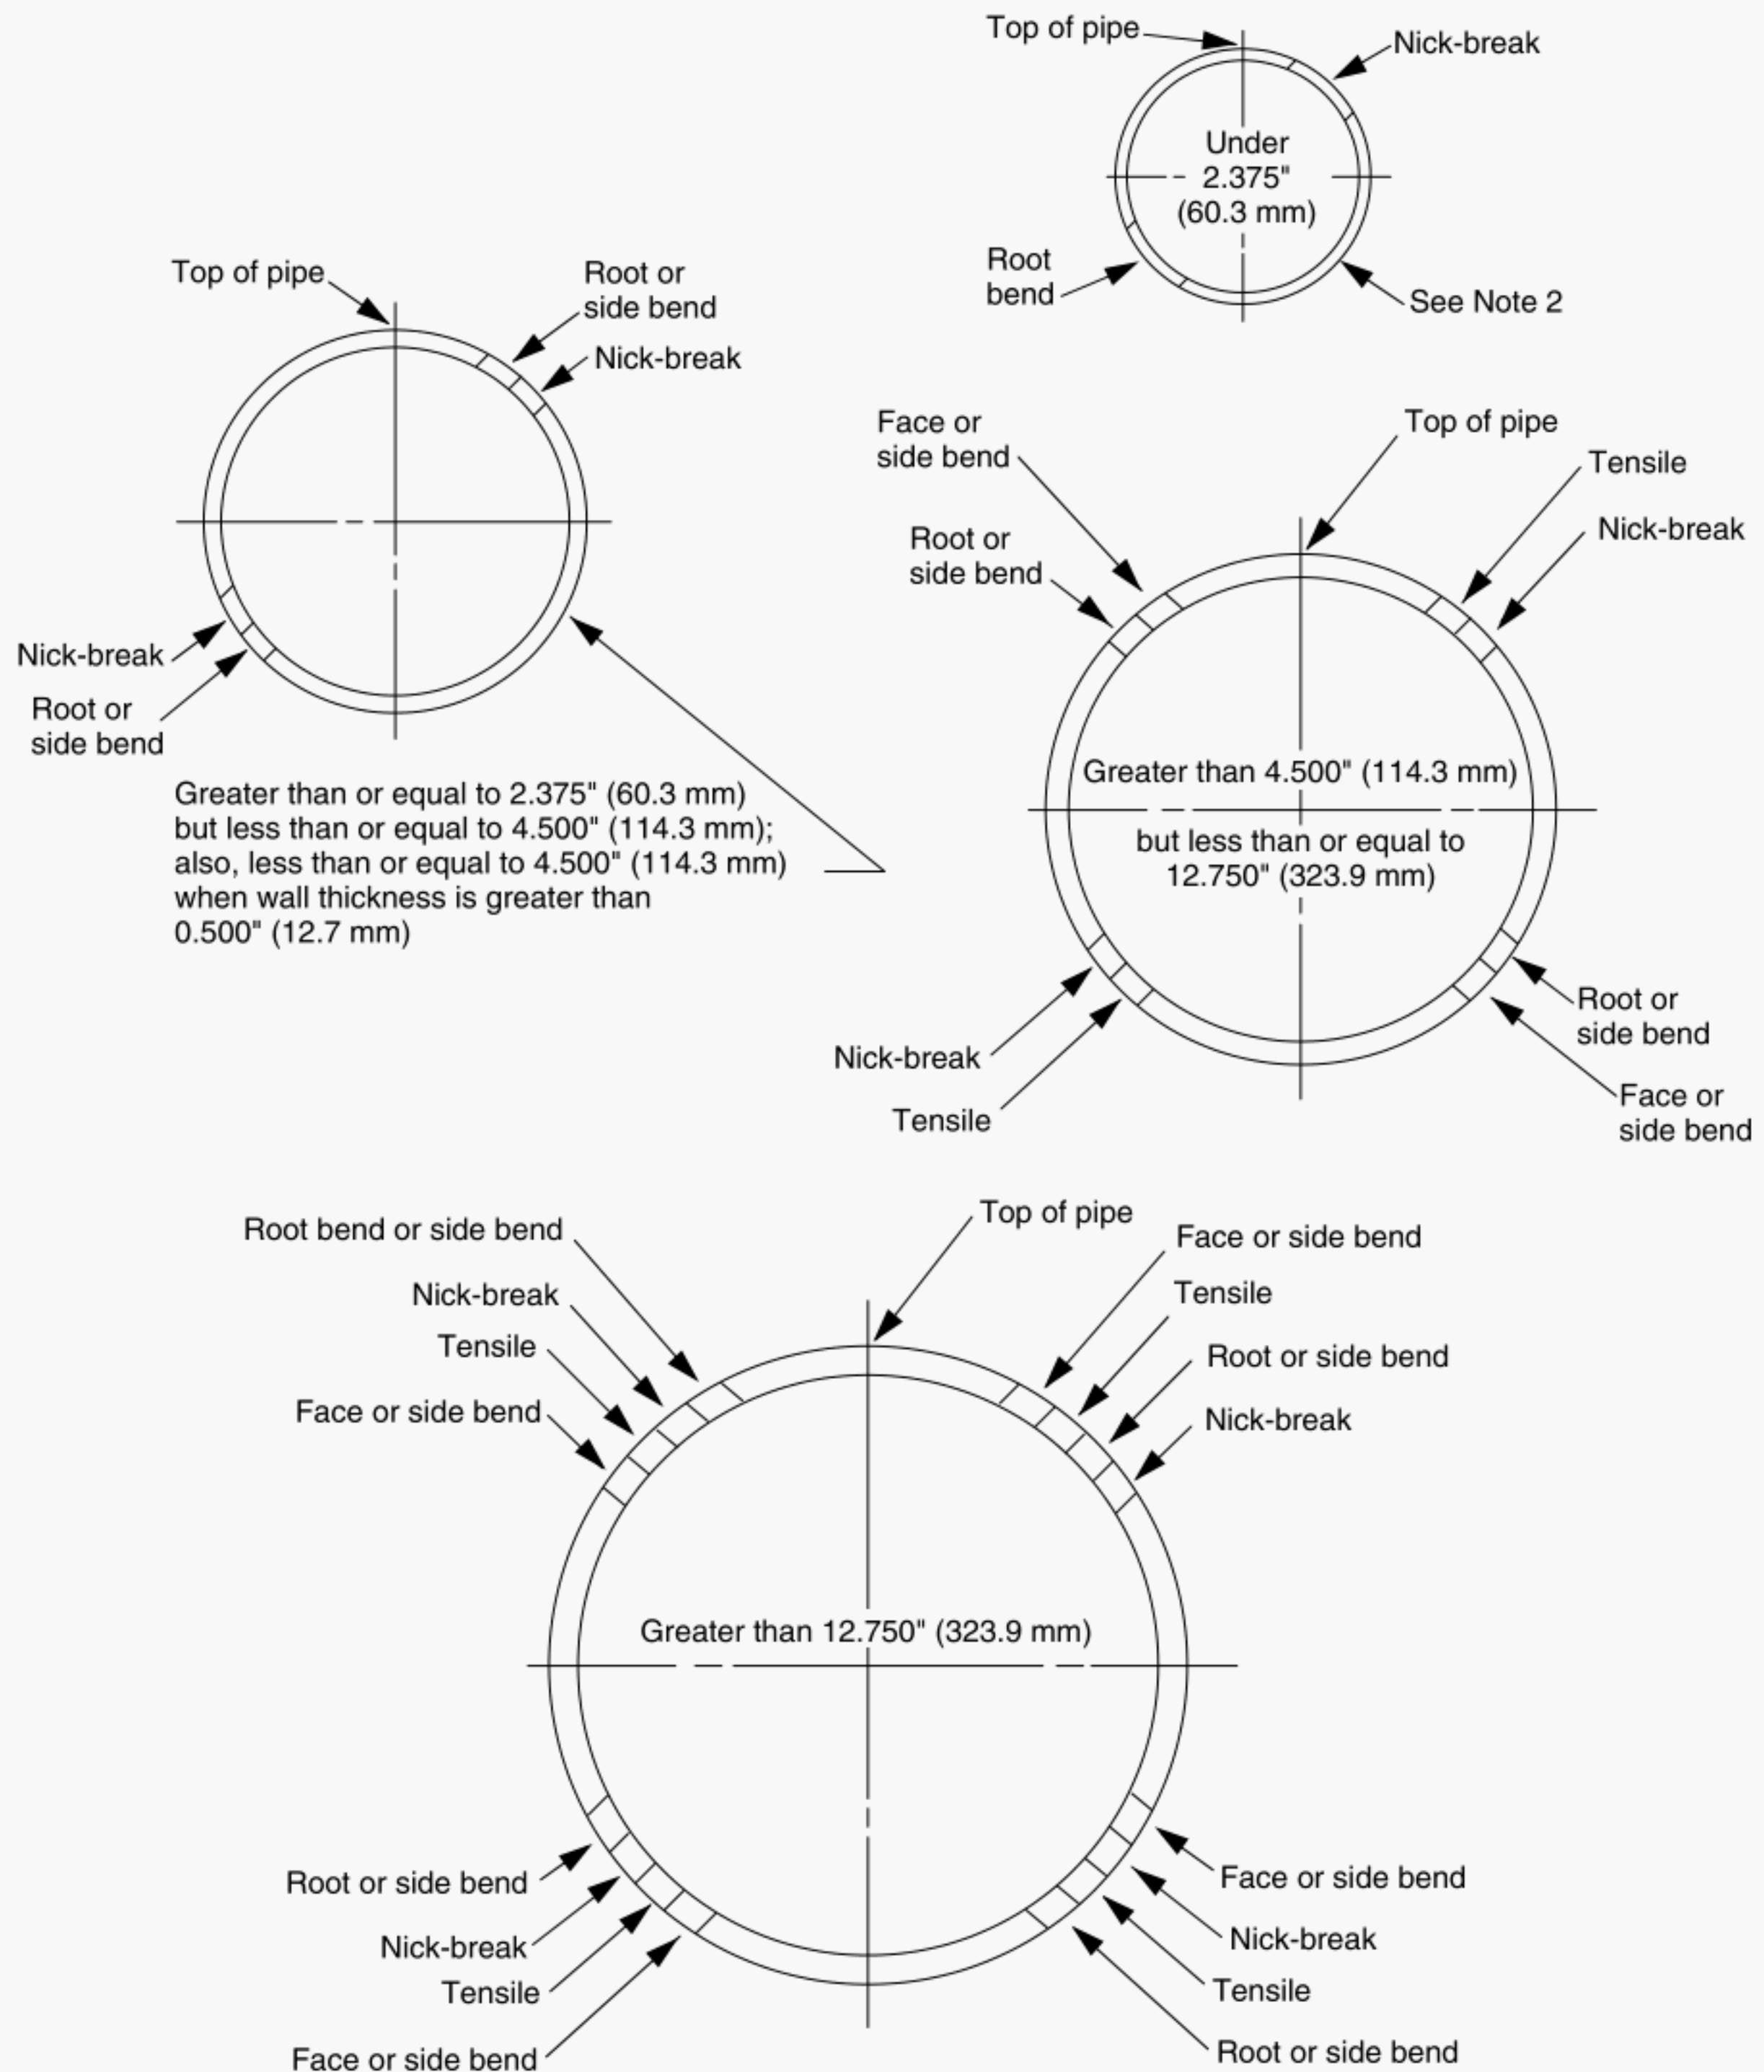 Top of pipe
Nick-break
Under
2.375"
(60.3 mm)
Root
bend
See Note 2
Top of pipe
Root or
side bend
Nick-break
Nick-break
Root or
side bend
Greater than or equal to 2.375" (60.3 mm)
but less than or equal to 4.500" (114.3 mm);
also, less than or equal to 4.500" (114.3 mm)
when wall thickness is greater than
0.500" (12.7 mm)
Face or
side bend
Top of pipe
Tensile
Root or
side bend
Nick-break
Greater than 4.500" (114.3 mm)
but less than or equal to
12.750" (323.9 mm)
Nick-break
Tensile
Root or
side bend
Face or
side bend
Root bend or side bend
Nick-break
Tensile
Face or side bend
Top of pipe
Face or side bend
Tensile
Root or side bend
Nick-break
Greater than 12.750" (323.9 mm)
Root or side bend
Nick-break
Tensile
Face or side bend
Face or side bend
Nick-break
Tensile
Root or side bend